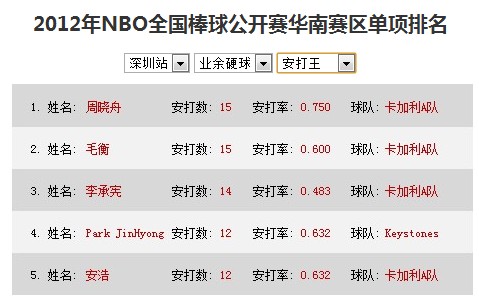 2012年NBO全国棒球公开赛华南赛区单项排名
深圳站 业余硬球 安打王
1. 姓名: 周晓舟 安打数: 15 安打率: 0.750 球队: 卡加利A队
2. 姓名: 毛衡 安打数: 15 安打率: 0.600 球队: 卡加利A队
3. 姓名: 李承宪 安打数: 14 安打率: 0.483 球队: 卡加利A队
4. 姓名: Park JinHyong 安打数: 12 安打率: 0.632 球队: Keystones
5. 姓名: 安浩 安打数: 12 安打率: 0.632 球队: 卡加利A队